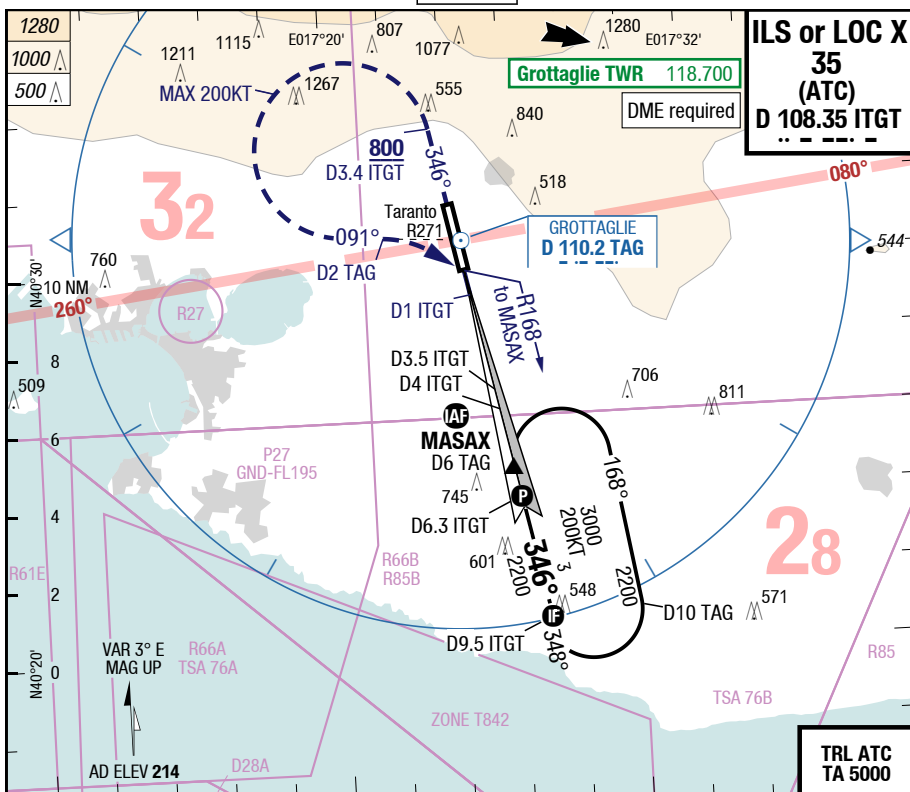 1280
1000
500
1211
1115
E017°20'
807
1077
1280
E017°32'
ILS or LOC X
35
(ATC)
D 108.35 ITGT
Grottaglie TWR 118.700
DME required
MAX 200KT
1267
555
840
800
D3.4 ITGT
346°
518
080°
32
Taranto
R271
GROTTAGLIE
D 110.2 TAG
091°
D2 TAG
544
N40°30'
760
10 NM
260°
R27
D1 ITGT
R168
to MASAX
8
D3.5 ITGT
D4 ITGT
509
706
811
IAF
MASAX
D6 TAG
6
P27
GND-FL195
745
P
168°
D6.3 ITGT
4
3000
200KT
3
28
601
2200
346°
R66B
R85B
R61E
2200
548
571
2
IF
D10 TAG
D9.5 ITGT
348°
VAR 3° E
MAG UP
R66A
TSA 76A
R85
N40°20'
0
TSA 76B
ZONE T842
AD ELEV 214
D28A
TRL ATC
TA 5000